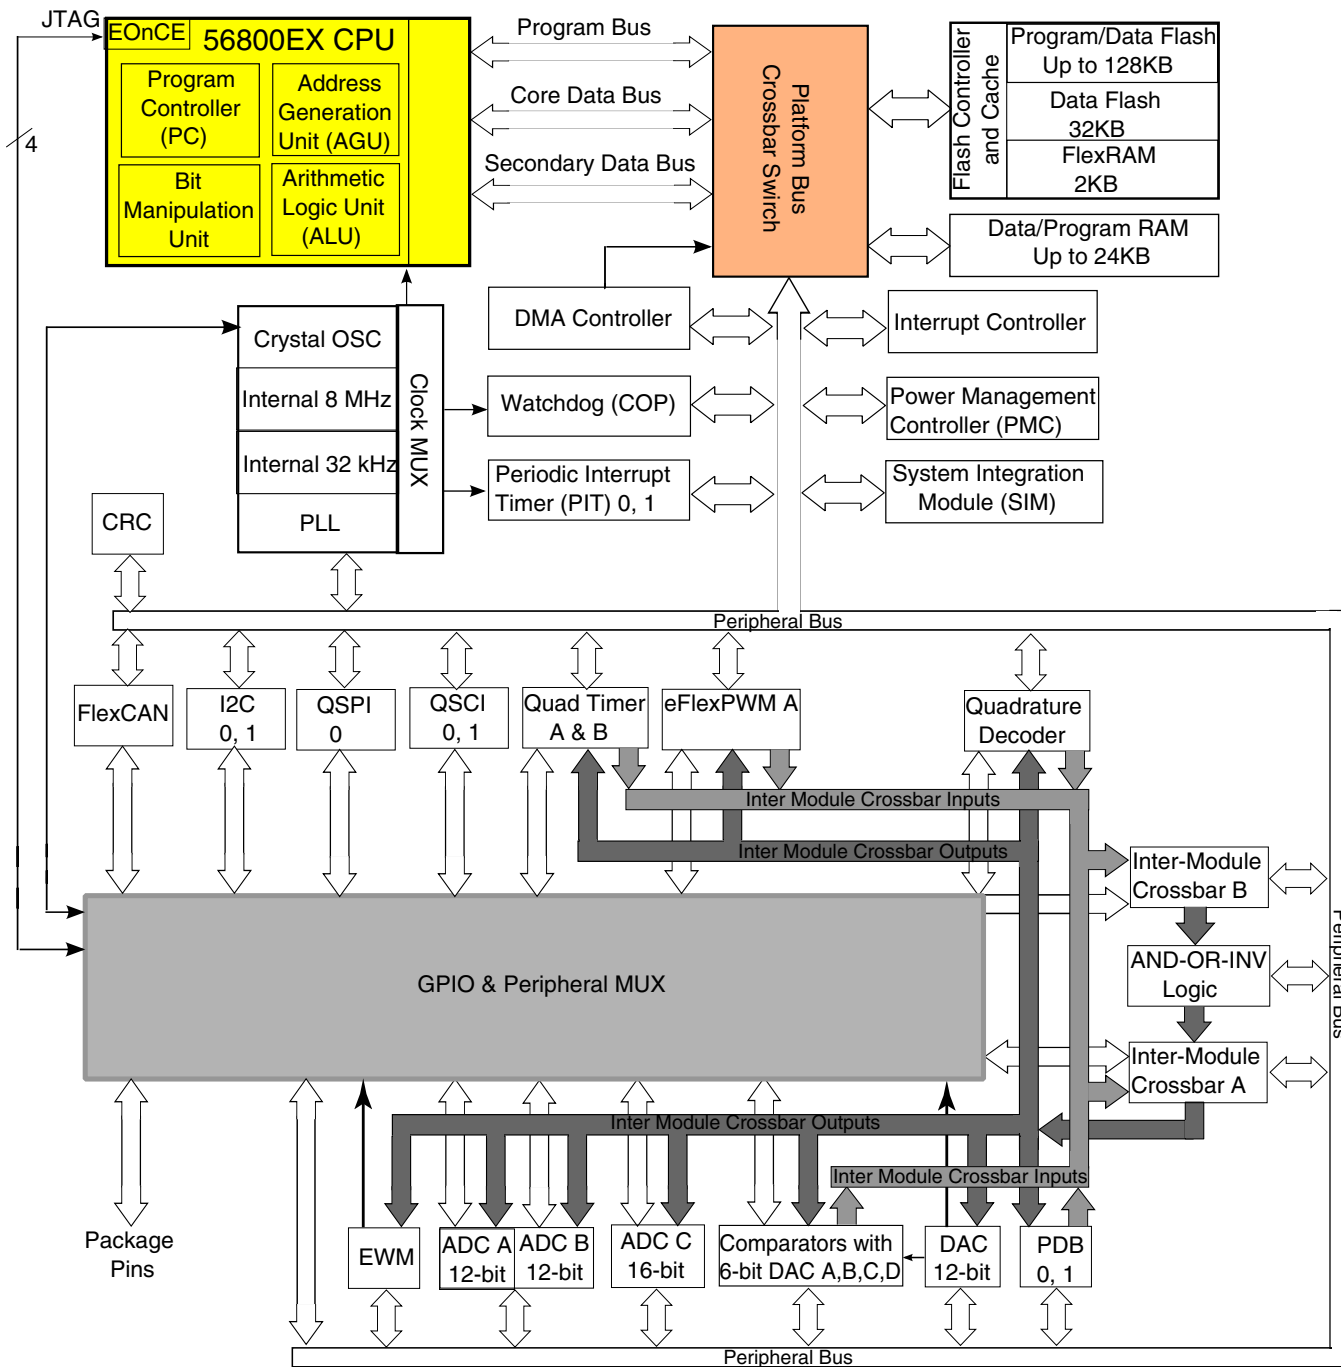 JTAG
EOnCE
56800EX CPU
Program
Controller
(PC)
Address
Generation
Unit (AGU)
Bit
Manipulation
Unit
Arithmetic
Logic Unit
(ALU)
4
Program Bus
Core Data Bus
Secondary Data Bus
Platform Bus
Crossbar Swirch
Flash Controller
and Cache
Program/Data Flash
Up to 128KB
Data Flash
32KB
FlexRAM
2KB
Data/Program RAM
Up to 24KB
Crystal OSC
Internal 8 MHz
Internal 32 kHz
PLL
Clock MUX
DMA Controller
Interrupt Controller
Watchdog (COP)
Power Management
Controller (PMC)
Periodic Interrupt
Timer (PIT) 0, 1
System Integration
Module (SIM)
CRC
Peripheral Bus
FlexCAN
I2C
0, 1
QSPI
0
QSCI
0, 1
Quad Timer
A & B
eFlexPWM A
Quadrature
Decoder
Inter Module Crossbar Inputs
Inter Module Crossbar Outputs
Inter-Module
Crossbar B
GPIO & Peripheral MUX
AND-OR-INV
Logic
Peripheral Bus
Inter-Module
Crossbar A
Inter Module Crossbar Outputs
Inter Module Crossbar Inputs
Package
Pins
EWM
ADC A
12-bit
ADC B
12-bit
ADC C
16-bit
Comparators with
6-bit DAC A,B,C,D
DAC
12-bit
PDB
0, 1
Peripheral Bus